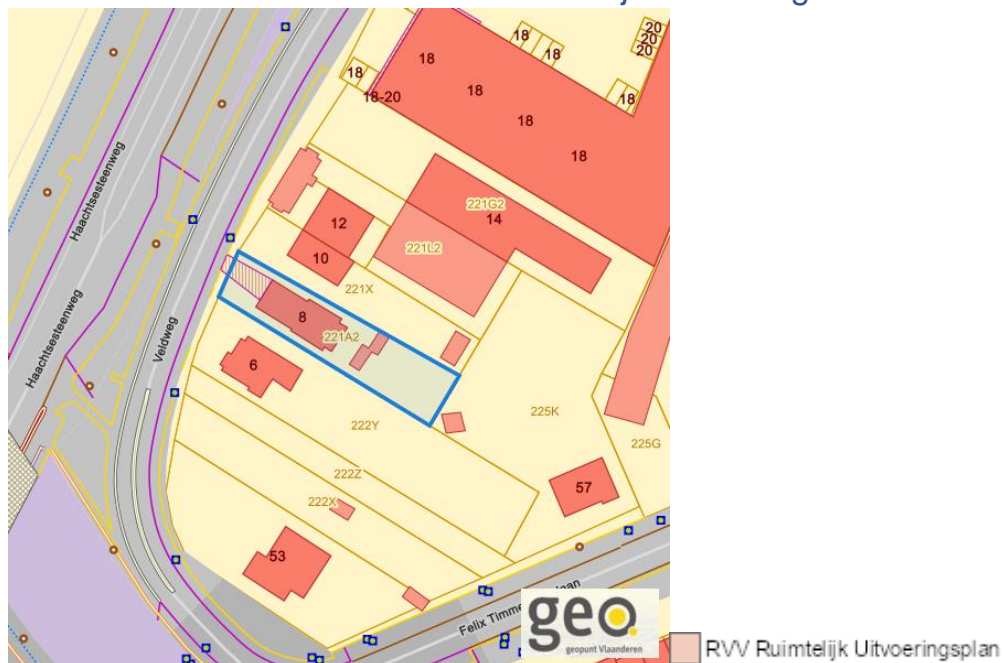 20
20
20
18
18
18
18
18
18-20
18
18
18
18
Haachtsesteenweg
221G2
14
12
221L2
10
221X
Haachtsesteenweg
Veldweg
8
221A2
6
225K
222Y
225G
222Z
57
222X
53
Felix
geo.
geopunt Vlaanderen
RVV Ruimtelijk Uitvoeringsplan